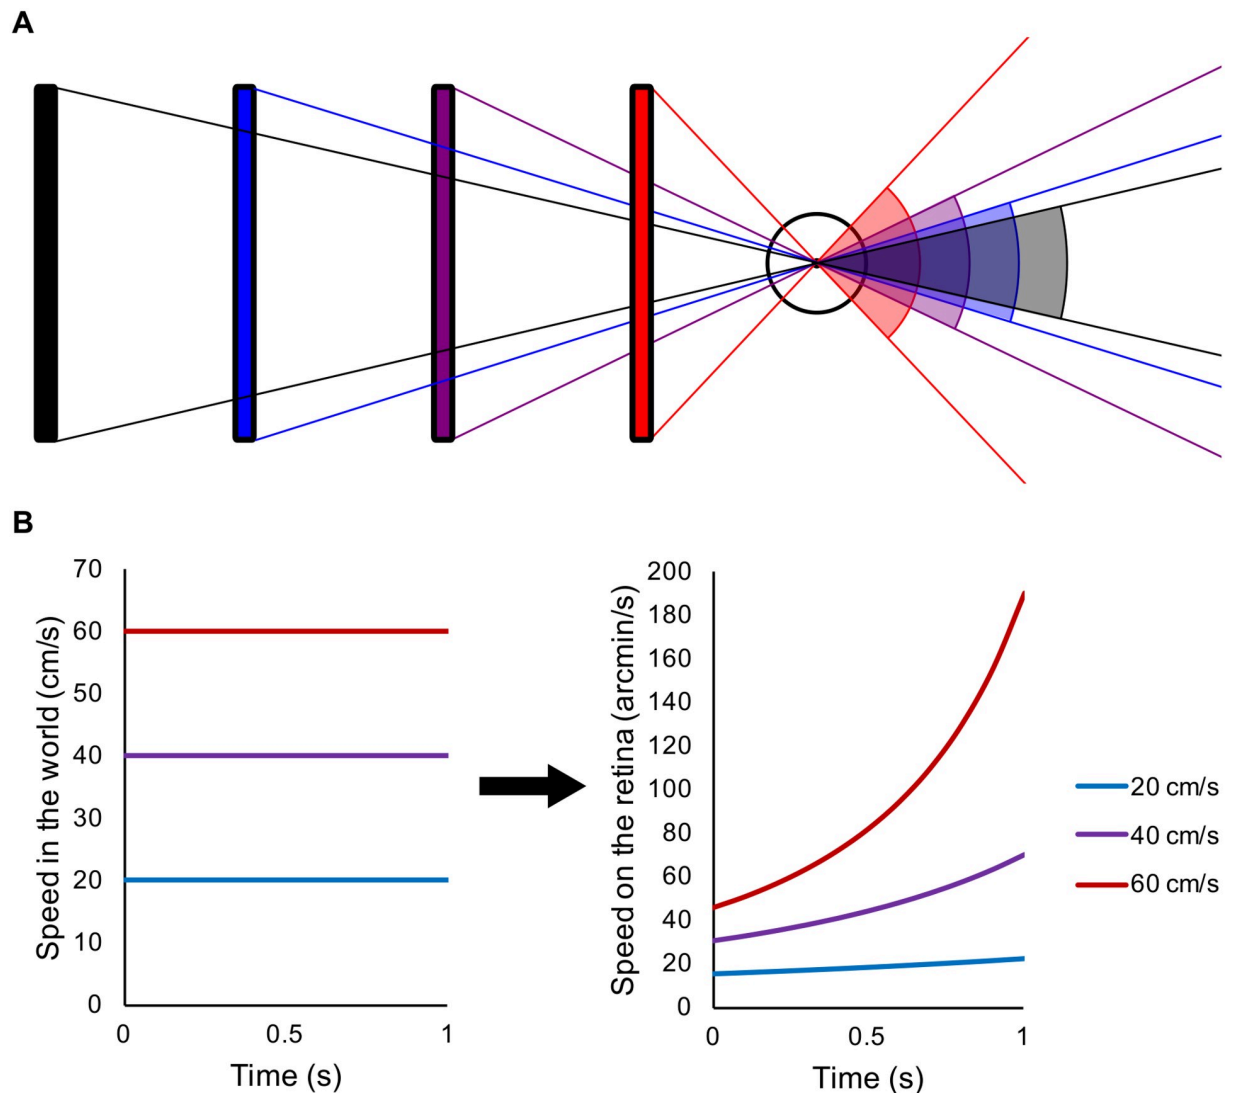 A
B
Speed in the world (cm/s)
70
60
50
40
30
20
10
0
0 0.5 1
Time (s)
Speed on the retina (arcmin/s)
200
180
160
140
120
100
80
60
40
20
0
0 0.5 1
Time (s)
20 cm/s
40 cm/s
60 cm/s